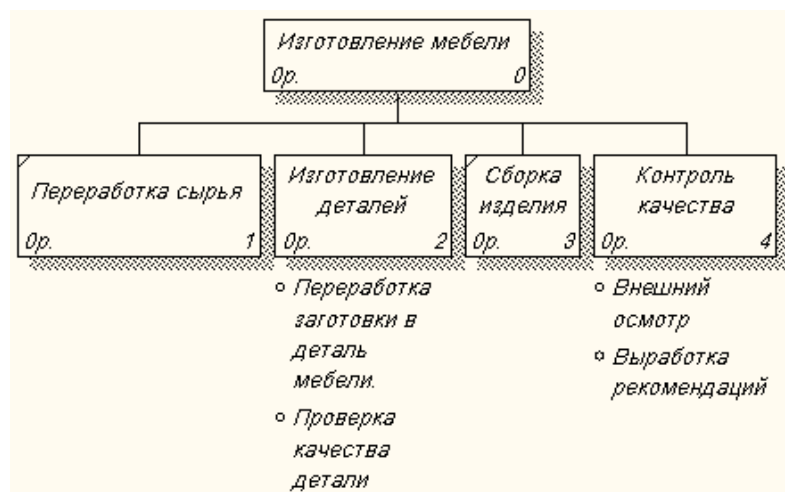 Изготовление мебели
0р. 0
Переработка сырья
0р. 1
Изготовление
деталей
0р. 2
Сборка
изделия
0р. 3
Контроль
качества
0р. 4
Переработка
заготовки в
деталь
мебели.
Проверка
качества
детали
Внешний
осмотр
Выработка
рекомендаций